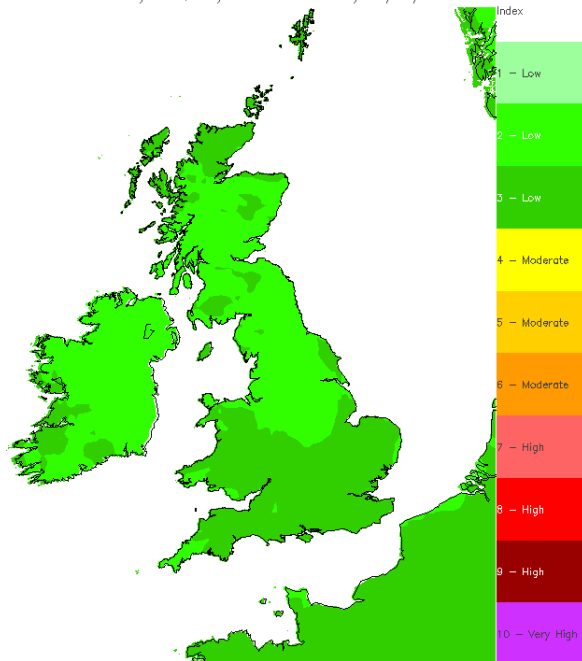 Index
1 - Low
2 - Low
3 - Low
4 - Moderate
5 - Moderate
6 - Moderate
7 - High
8 - High
9 - High
10 - Very High